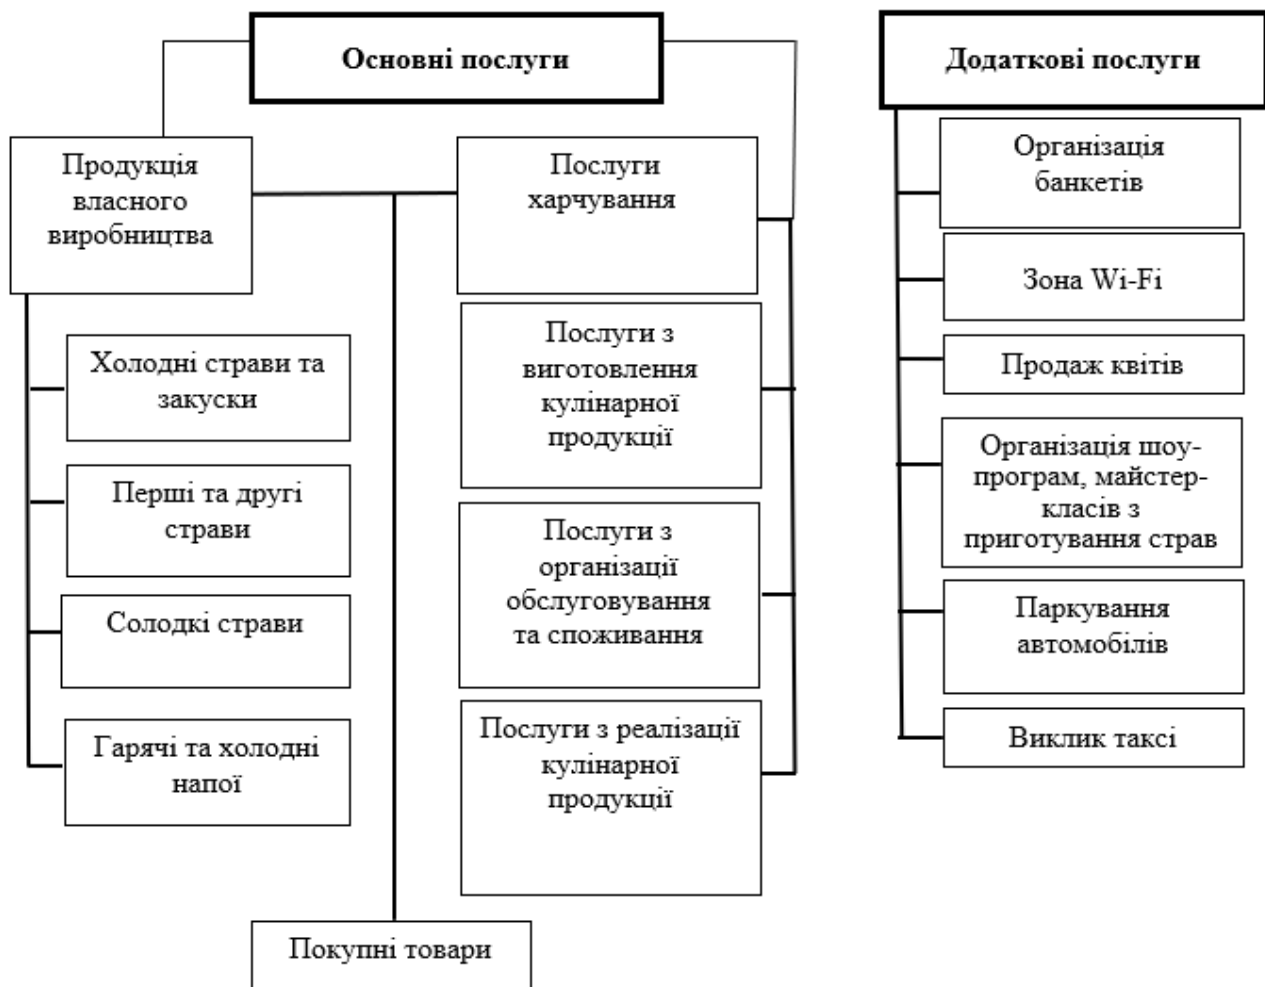 Основні послуги
Продукція
власного
виробництва
Холодні страви та
закуски
Перші та другі
страви
Солодкі страви
Гарячі та холодні
напої
Послуги
харчування
Послуги з
виготовлення
кулінарної
продукції
Послуги з
організації
обслуговування
та споживання
Послуги з реалізації
кулінарної
продукції
Покупні товари
Додаткові послуги
Організація
банкетів
Зона Wi-Fi
Продаж квітів
Організація шоу-
програм, майстер-
класів з
приготування страв
Паркування
автомобілів
Виклик таксі